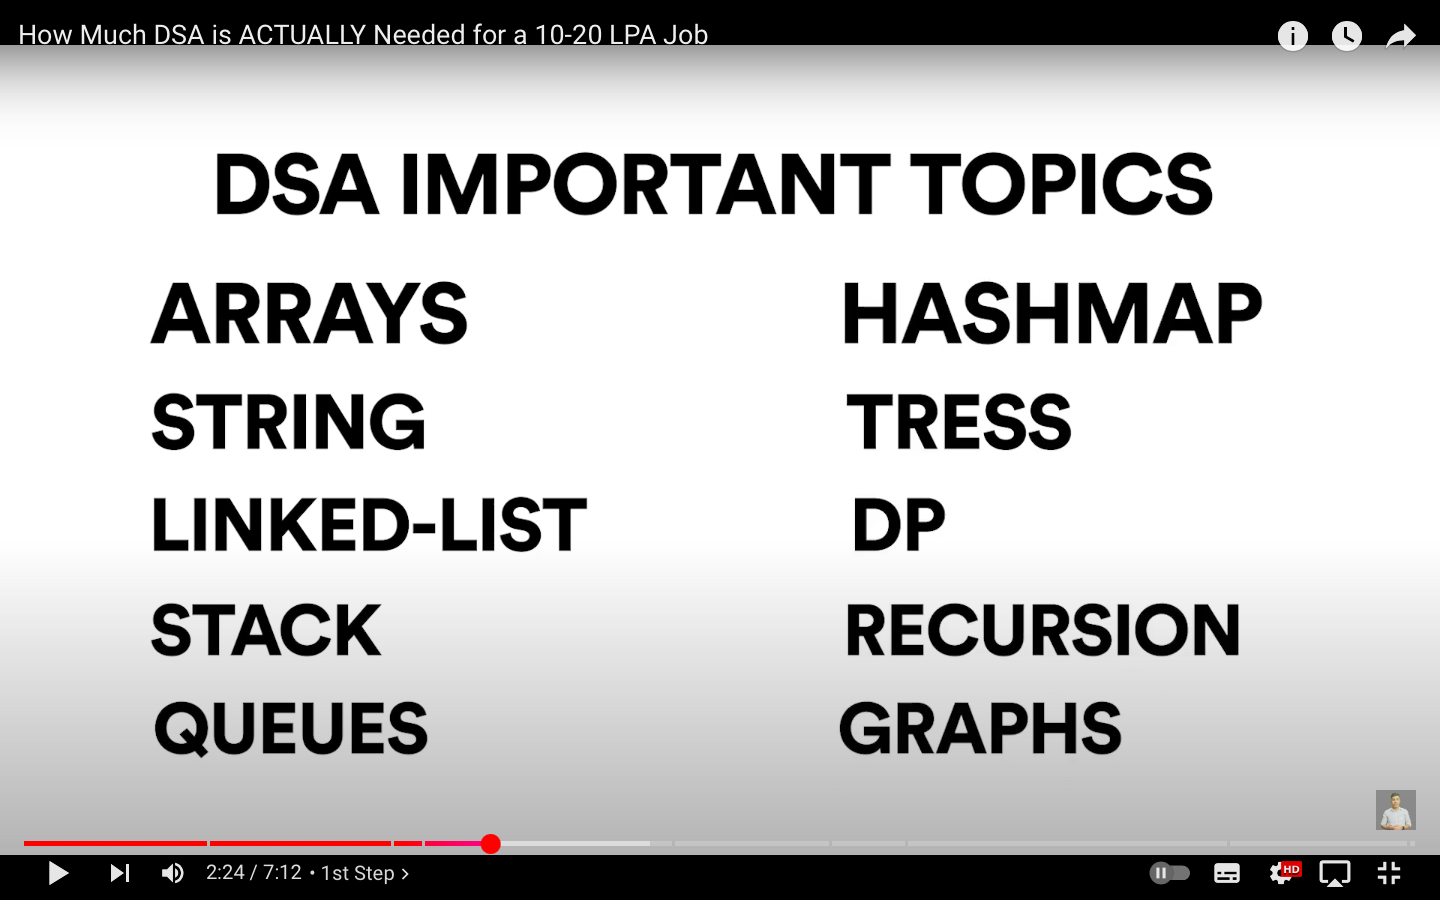 How Much DSA is ACTUALLY Needed for a 10-20 LPA Job
DSA IMPORTANT TOPICS
ARRAYS
STRING
LINKED-LIST
STACK
QUEUES
HASHMAP
TRESS
DP
RECURSION
GRAPHS
2:24 / 7:12 • 1st Step >
HD